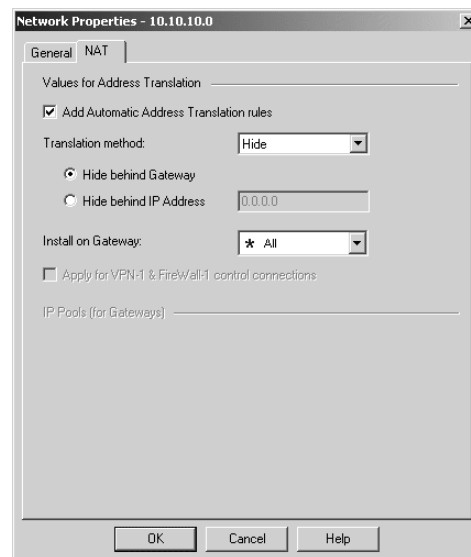 Network Properties - 10.10.10.0
General NAT
Values for Address Translation
Add Automatic Address Translation rules
Translation method: Hide
Hide behind Gateway
Hide behind IP Address 0.0.0.0
Install on Gateway: * All
Apply for VPN-1 & FireWall-1 control connections
IP Pools (for Gateways)
OK Cancel Help